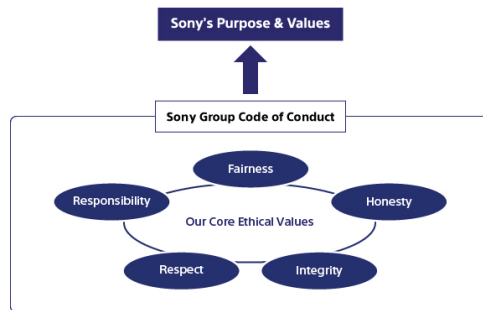 Sony's Purpose & Values
Sony Group Code of Conduct
Fairness
Responsibility
Honesty
Our Core Ethical Values
Respect
Integrity